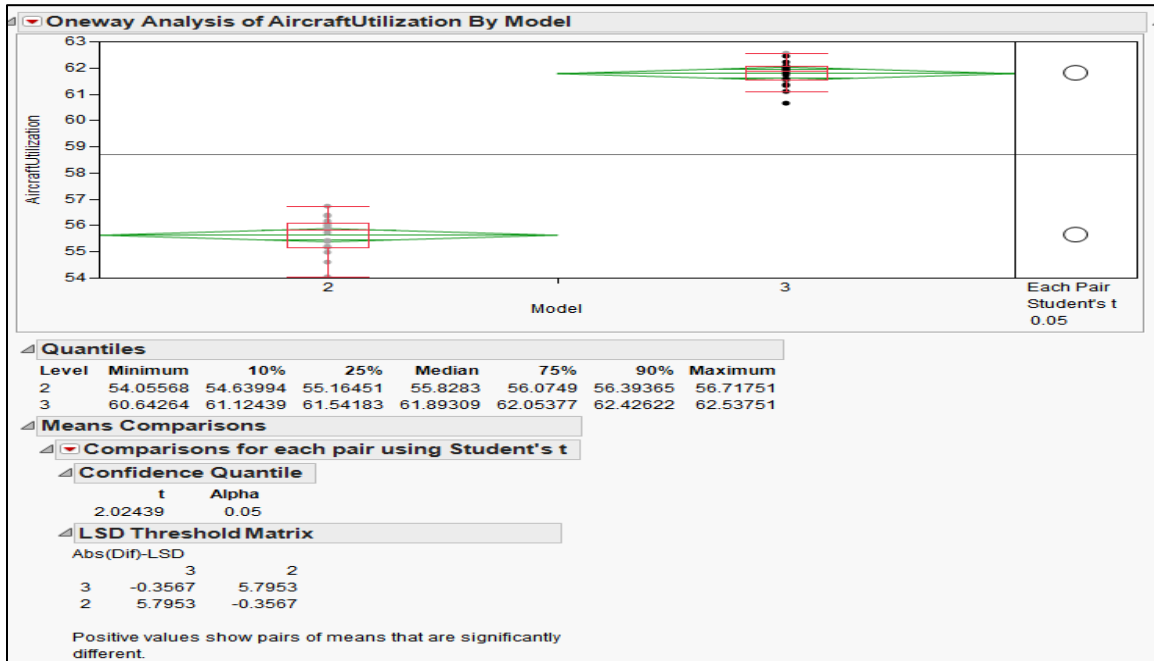 Oneway Analysis of AircraftUtilization By Model
63
62
61
60
59
58
57
56
55
54
AircraftUtilization
2 3
Model
Each Pair
Student's t
0.05
Quantiles
Level Minimum 10% 25% Median 75% 90% Maximum
2 54.05568 54.63994 55.16451 55.8283 56.0749 56.39365 56.71751
3 60.64264 61.12439 61.54183 61.89309 62.05377 62.42622 62.53751
Means Comparisons
Comparisons for each pair using Student's t
Confidence Quantile
t Alpha
2.02439 0.05
LSD Threshold Matrix
Abs(Dif)-LSD
3 2
3 -0.3567 5.7953
2 5.7953 -0.3567
Positive values show pairs of means that are significantly
different.